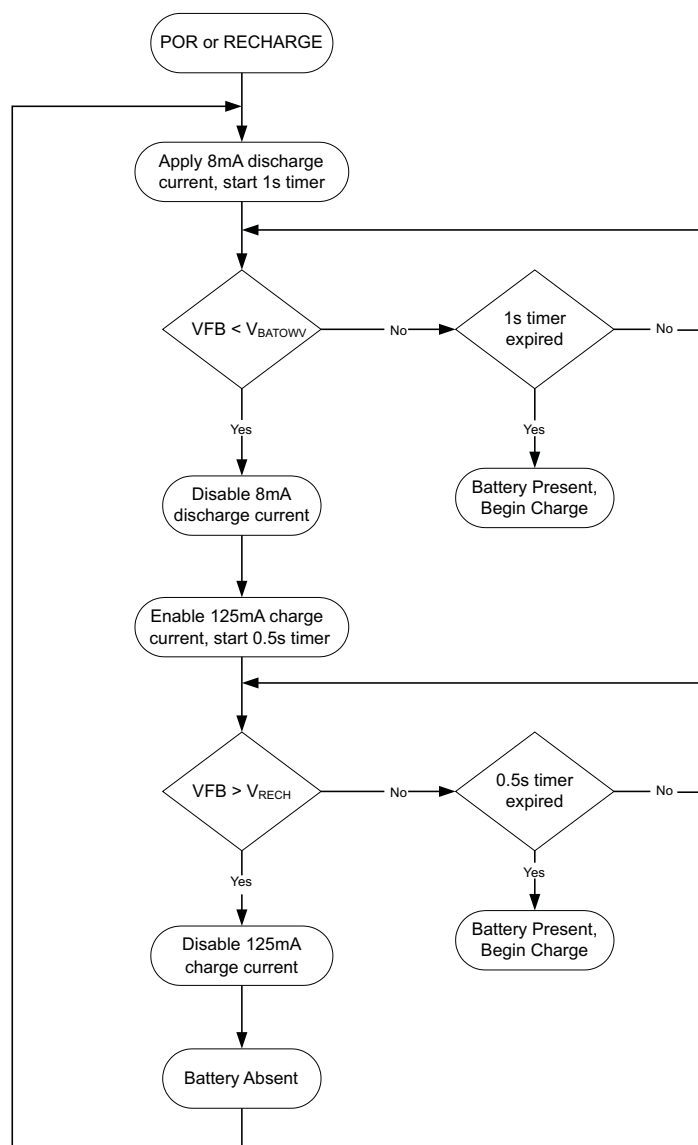 POR or RECHARGE
Apply 8mA discharge
current, start 1s timer
VFB < VBATOWV
No
1s timer
expired
No
Yes
Yes
Disable 8mA
discharge current
Battery Present,
Begin Charge
Enable 125mA charge
current, start 0.5s timer
VFB > VRECH
No
0.5s timer
expired
No
Yes
Yes
Disable 125mA
charge current
Battery Present,
Begin Charge
Battery Absent